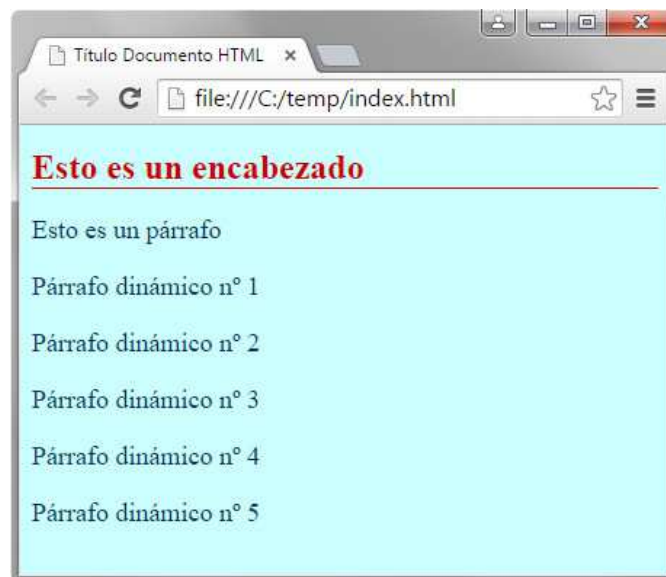 Título Documento HTML
file:///C:/temp/index.html
Esto es un encabezado
Esto es un párrafo
Párrafo dinámico nº 1
Párrafo dinámico nº 2
Párrafo dinámico nº 3
Párrafo dinámico nº 4
Párrafo dinámico nº 5